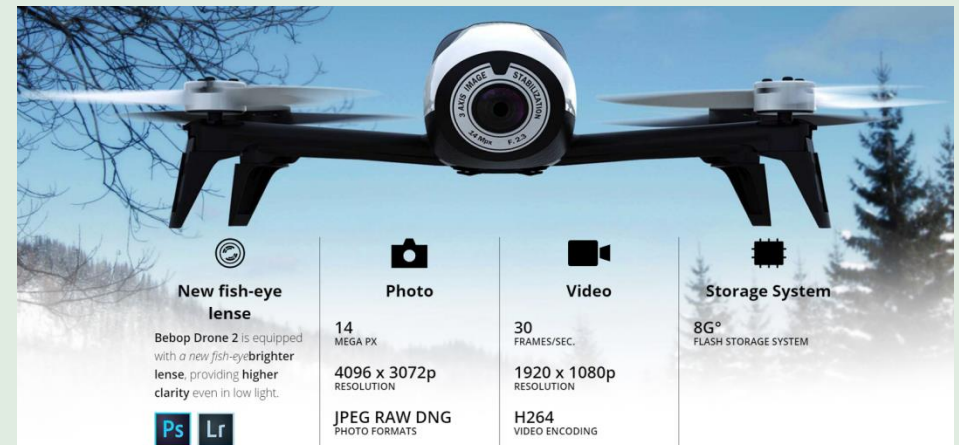 3 AXIS IMAGE STABILIZATION
14 Mpx F. 2.3
New fish-eye
lense
Bebop Drone 2 is equipped
with a new fish-eyebrighter
lense, providing higher
clarity even in low light.
Ps Lr
Photo
14
MEGA PX
4096 x 3072p
RESOLUTION
JPEG RAW DNG
PHOTO FORMATS
Video
30
FRAMES/SEC.
1920 x 1080p
RESOLUTION
H264
VIDEO ENCODING
Storage System
8G°
FLASH STORAGE SYSTEM